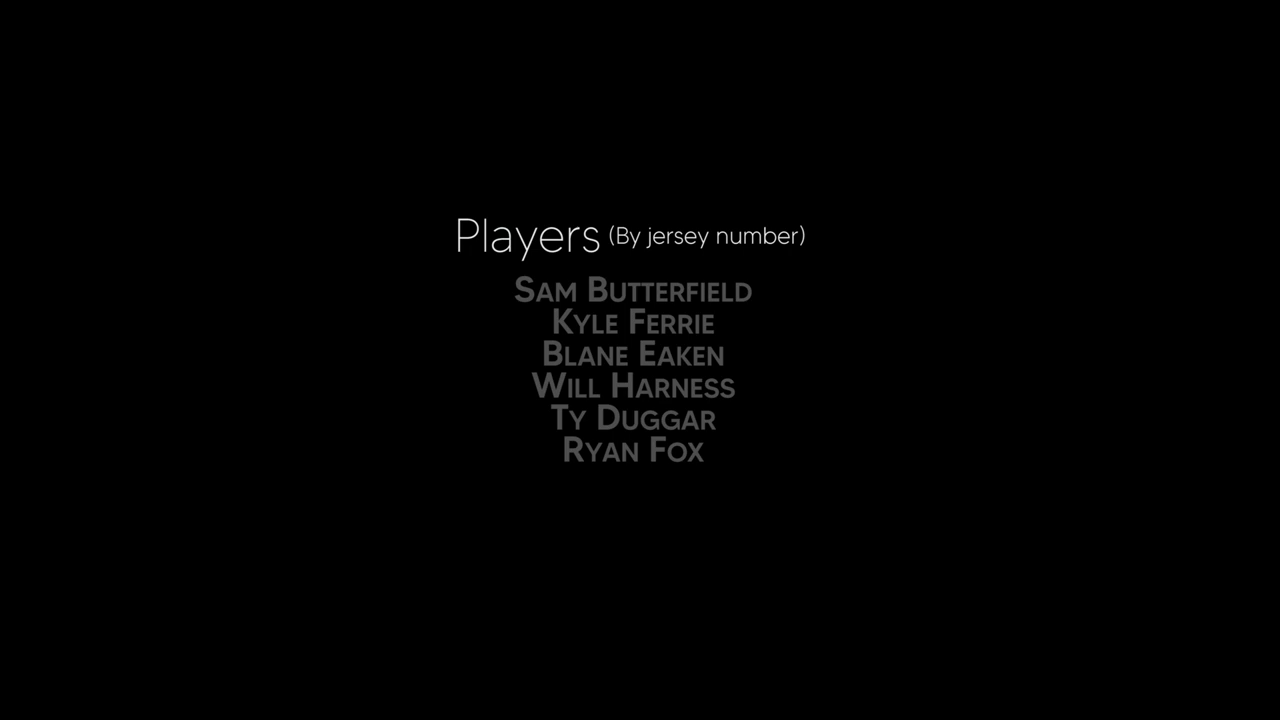 Players (By jersey number)
SAM BUTTERFIELD
KYLE FERRIE
BLANE EAKEN
WILL HARNESS
TY DUGGAR
RYAN FOX